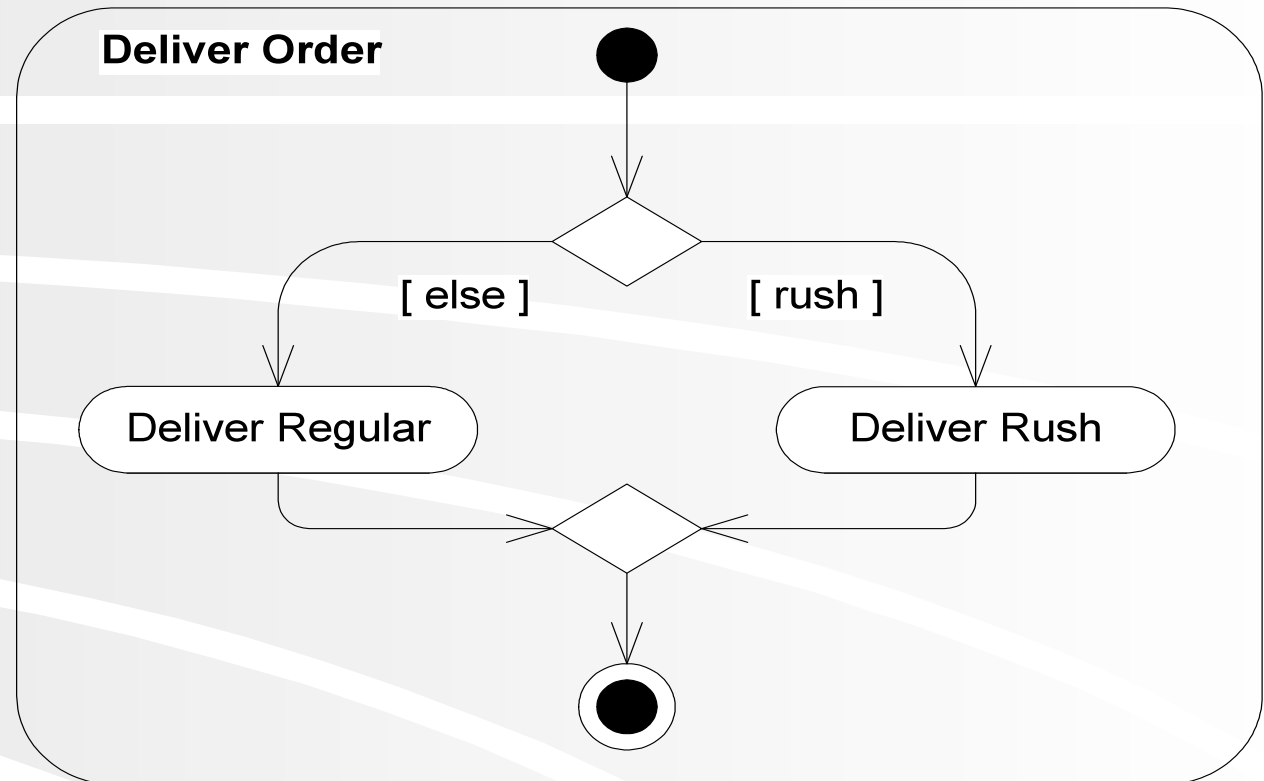 Deliver Order
[ else ]
[ rush ]
Deliver Regular
Deliver Rush